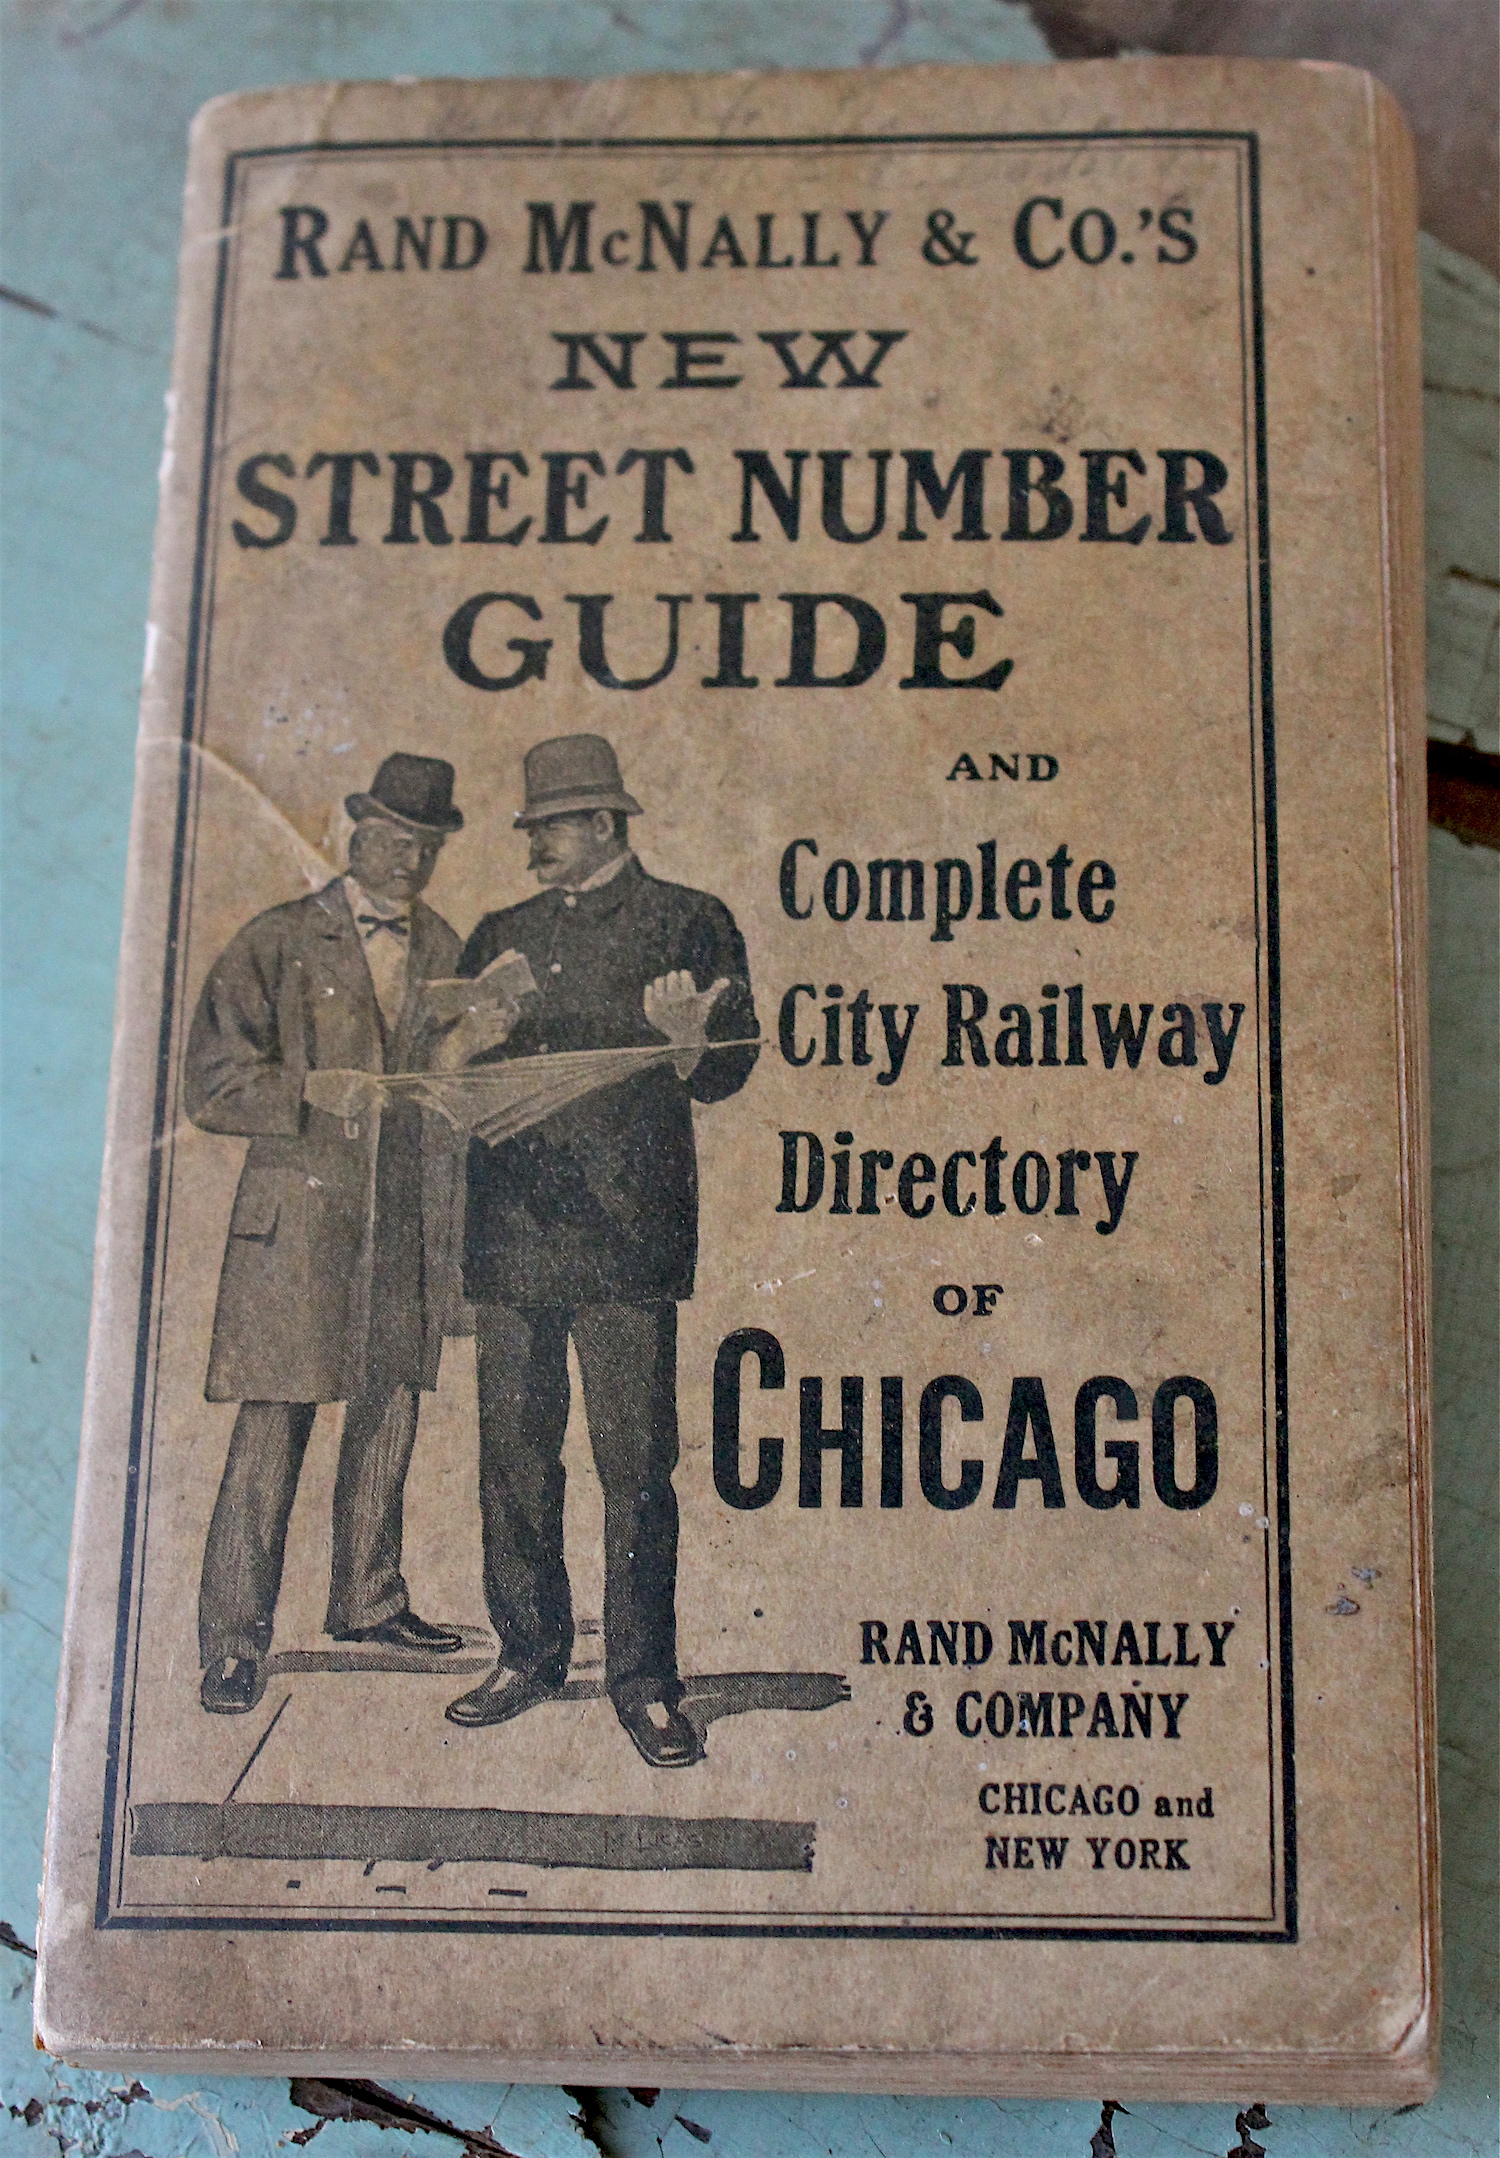 RAND McNALLY & CO.'S
NEW
STREET NUMBER
GUIDE
AND
Complete
City Railway
Directory
OF
CHICAGO
RAND McNALLY
& COMPANY
CHICAGO and
NEW YORK
M. LUCAS